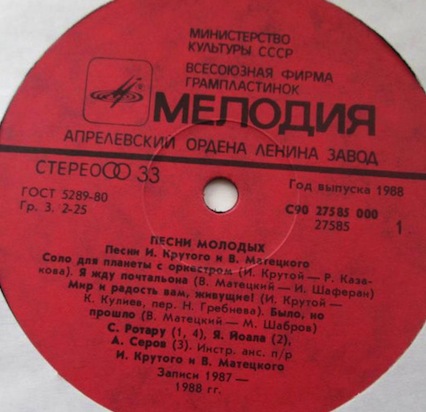 МИНИСТЕРСТВО
КУЛЬТУРЫ СССР
ВСЕСОЮЗНАЯ ФИРМА
ГРАМПЛАСТИНОК
МЕЛОДИЯ
АПРЕЛЕВСКИЙ ОРДЕНА ЛЕНИНА ЗАВОД
СТЕРЕО 33
ГОСТ 5289-80
Гр. 3. 2-25
Год выпуска 1988
С90 27585 000
27585
1
ПЕСНИ МОЛОДЫХ
Песни И. Крутого и В. Матецкого
Соло для планеты с оркестром (И. Крутой — Р. Каза-
кова). Я жду почтальона (В. Матецкий — И. Шаферан)
Мир и радость вам, живущие! (И. Крутой —
К. Кулиев, пер. Н. Гребнева). Было, но
прошло (В. Матецкий — М. Шабров)
С. Ротару (1, 4), Я. Йоала (2),
А. Серов (3). Инстр. анс. п/р
И. Крутого и В. Матецкого
Записи 1987—
1988 гг.